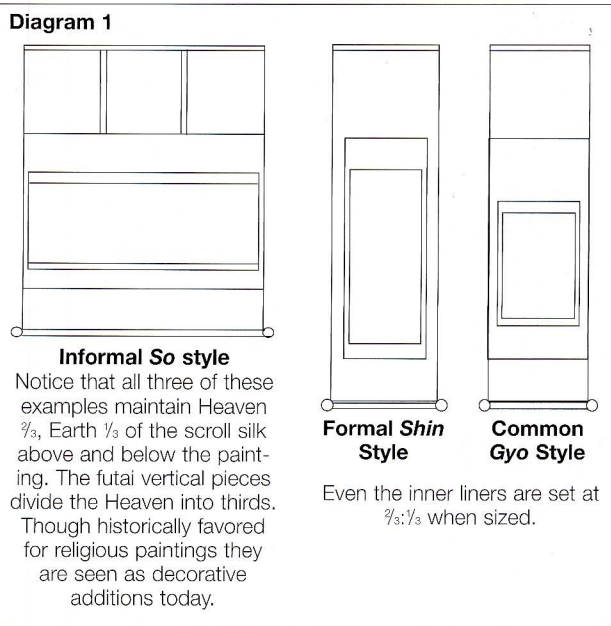 Diagram 1
Informal So style
Notice that all three of these
examples maintain Heaven
⅔, Earth ⅓ of the scroll silk
above and below the paint-
ing. The futai vertical pieces
divide the Heaven into thirds.
Though historically favored
for religious paintings they
are seen as decorative
additions today.
Formal Shin
Style
Common
Gyo Style
Even the inner liners are set at
⅔:⅓ when sized.